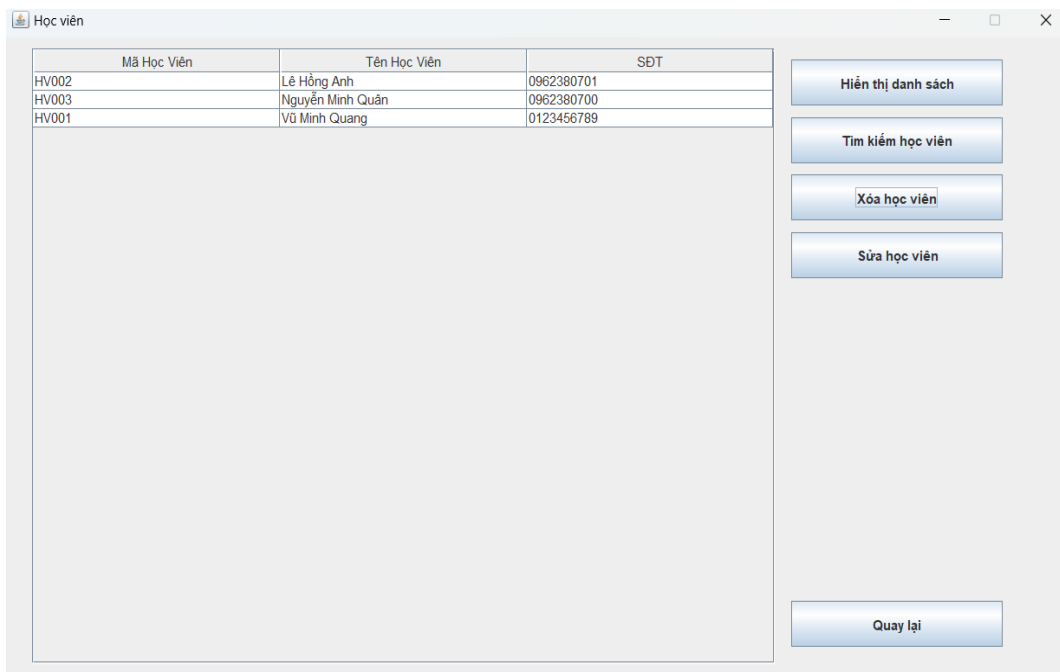 Học viên
Mã Học Viên Tên Học Viên SĐT
HV002 Lê Hồng Anh 0962380701
HV003 Nguyễn Minh Quân 0962380700
HV001 Vũ Minh Quang 0123456789
Hiển thị danh sách
Tìm kiếm học viên
Xóa học viên
Sửa học viên
Quay lại